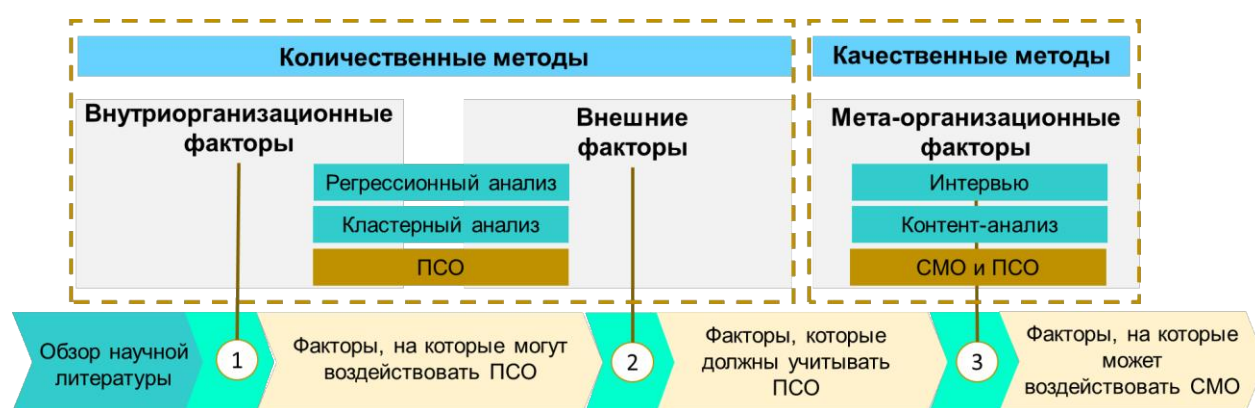 Количественные методы
Качественные методы
Внутриорганизационные
факторы
Внешние
факторы
Мета-организационные
факторы
Регрессионный анализ
Кластерный анализ
ПСО
Интервью
Контент-анализ
СМО и ПСО
Обзор научной
литературы
1
Факторы, на которые могут
воздействовать ПСО
2
Факторы, которые
должны учитывать
ПСО
3
Факторы, на которые
может
воздействовать СМО